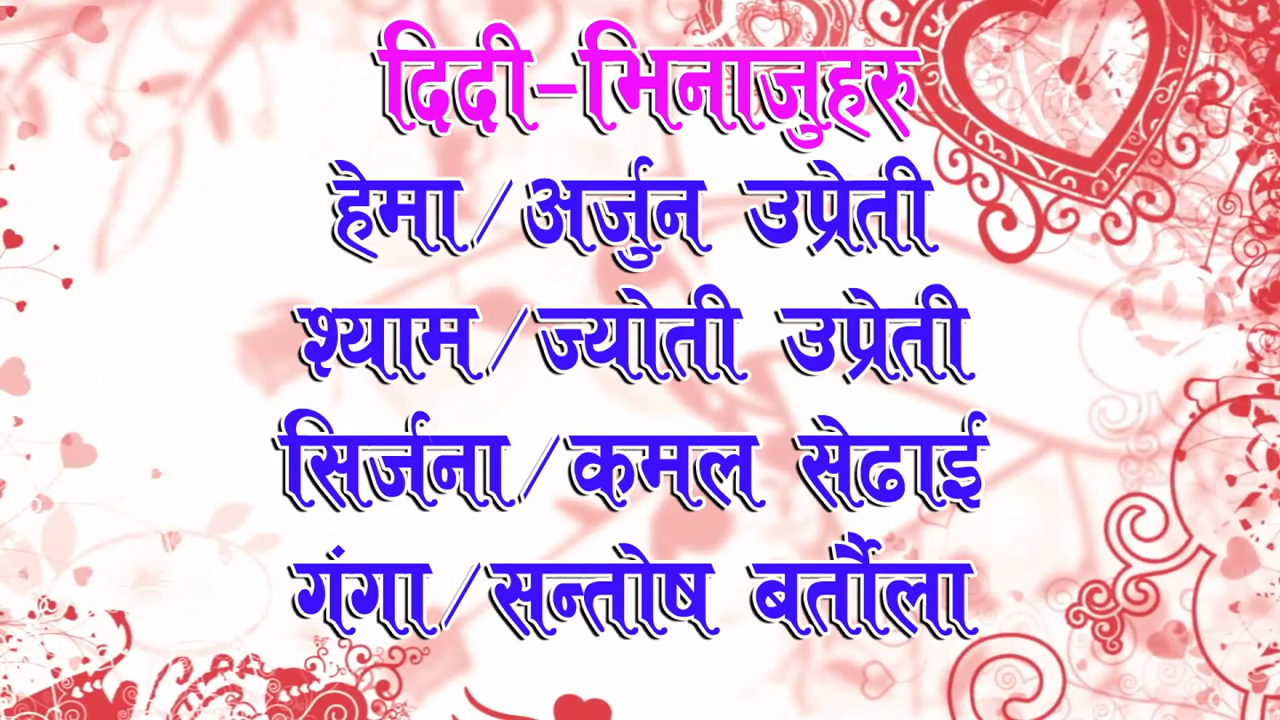 दिदी-भिनाजुहरु
हेमा/अर्जुन उप्रेती
श्याम/ज्योती उप्रेती
सिर्जना/कमल सेढाई
गंगा/सन्तोष बर्तौला